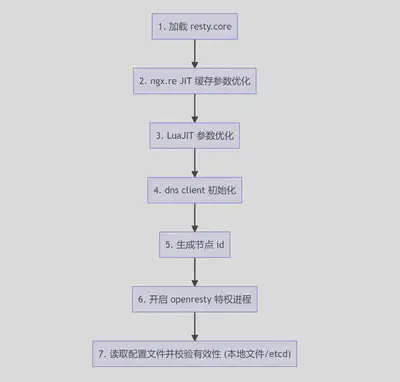 1. 加载 resty.core
2. ngx.re JIT 缓存参数优化
3. LuaJIT 参数优化
4. dns client 初始化
5. 生成节点 id
6. 开启 openresty 特权进程
7. 读取配置文件并校验有效性 (本地文件/etcd)